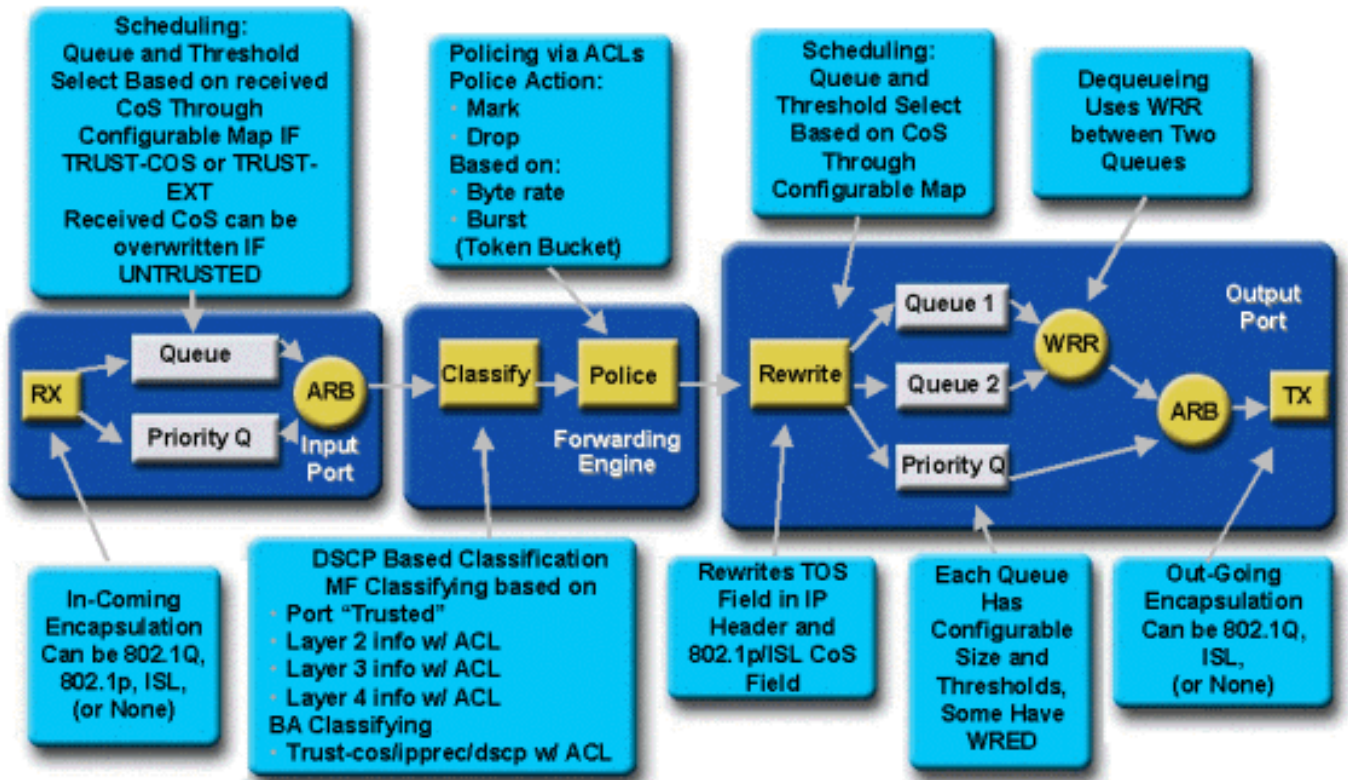 Scheduling:
Queue and Threshold
Select Based on received
CoS Through
Configurable Map IF
TRUST-COS or TRUST-
EXT
Received CoS can be
overwritten IF
UNTRUSTED
Policing via ACLs
Police Action:
· Mark
· Drop
Based on:
· Byte rate
· Burst
(Token Bucket)
Scheduling:
Queue and
Threshold Select
Based on CoS
Through
Configurable Map
Dequeueing
Uses WRR
between Two
Queues
RX
Queue
Priority Q
ARB
Input
Port
Classify
Police
Forwarding
Engine
Rewrite
Queue 1
Queue 2
Priority Q
WRR
ARB
TX
Output
Port
In-Coming
Encapsulation
Can be 802.1Q,
802.1p, ISL,
(or None)
DSCP Based Classification
MF Classifying based on
· Port “Trusted”
· Layer 2 info w/ ACL
· Layer 3 info w/ ACL
· Layer 4 info w/ ACL
BA Classifying
· Trust-cos/ipprec/dscp w/ ACL
Rewrites TOS
Field in IP
Header and
802.1p/ISL CoS
Field
Each Queue
Has
Configurable
Size and
Thresholds,
Some Have
WRED
Out-Going
Encapsulation
Can be 802.1Q,
ISL,
(or None)